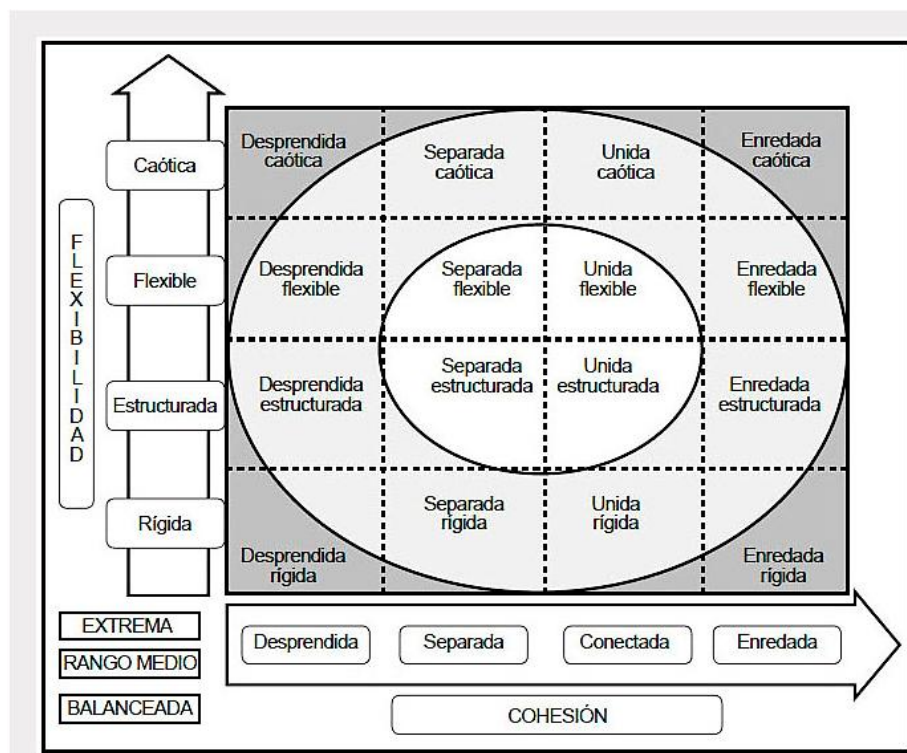 Caótica
Flexible
Estructurada
Rígida
FLEXIBILIDAD
Desprendida
caótica
Separada
caótica
Unida
caótica
Enredada
caótica
Desprendida
flexible
Separada
flexible
Unida
flexible
Enredada
flexible
Desprendida
estructurada
Separada
estructurada
Unida
estructurada
Enredada
estructurada
Desprendida
rígida
Separada
rígida
Unida
rígida
Enredada
rígida
EXTREMA
RANGO MEDIO
BALANCEADA
Desprendida
Separada
Conectada
Enredada
COHESIÓN